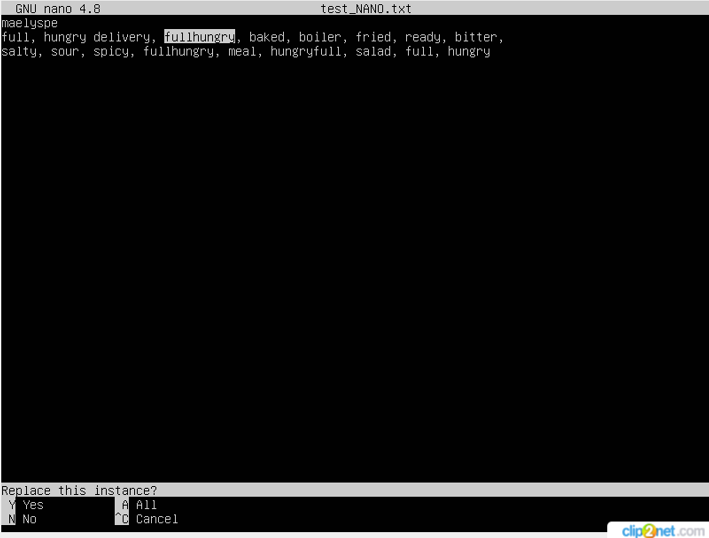 GNU nano 4.8 test_NANO.txt
maelyspe
full, hungry delivery, fullhungry, baked, boiler, fried, ready, bitter,
salty, sour, spicy, fullhungry, meal, hungryfull, salad, full, hungry
Replace this instance?
Y Yes A All
N No ^C Cancel
clip2net.com